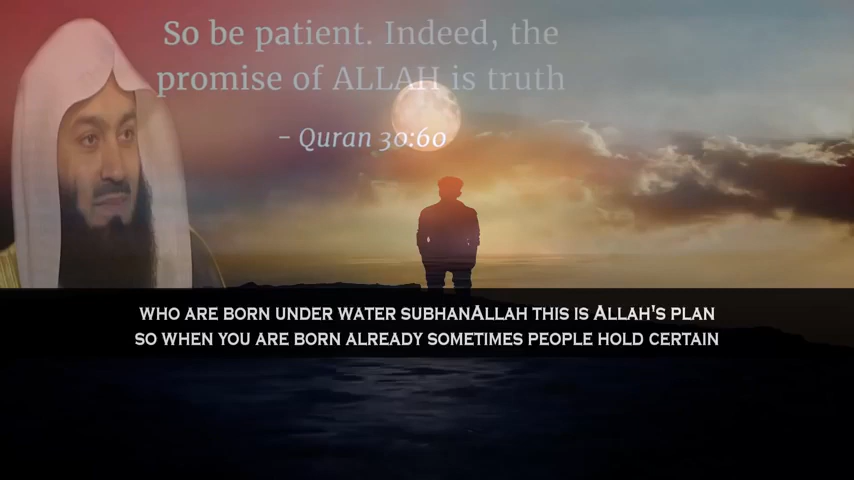 So be patient. Indeed, the
promise of ALLAH is truth
- Quran 30:60
WHO ARE BORN UNDER WATER SUBHANALLAH THIS IS ALLAH'S PLAN
SO WHEN YOU ARE BORN ALREADY SOMETIMES PEOPLE HOLD CERTAIN